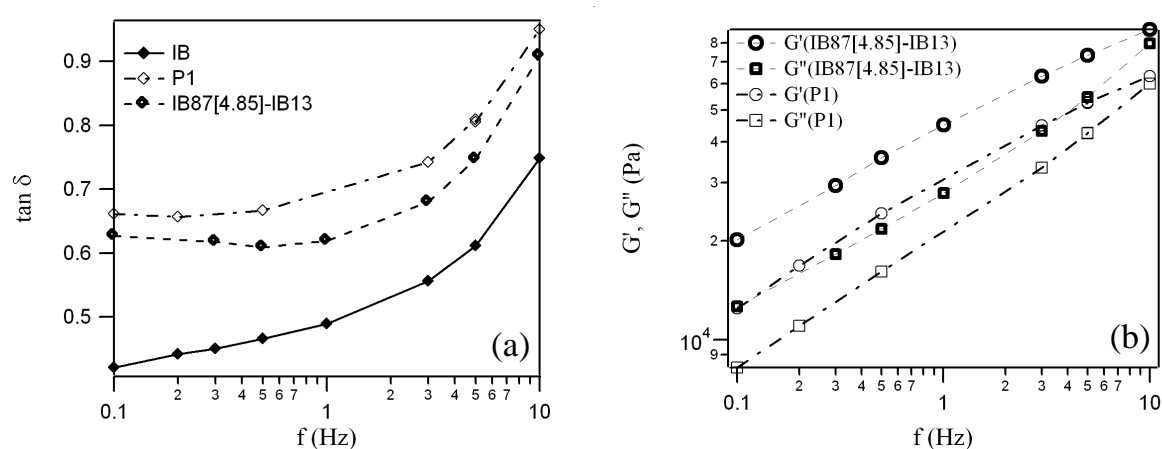 tan δ
0.9
0.8
0.7
0.6
0.5
IB
P1
IB87[4.85]-IB13
(a)
0.1 2 3 4 5 6 7 1 2 3 4 5 6 7 10
f (Hz)
G', G" (Pa)
8
7
6
5
4
3
2
10⁴
9
G'(IB87[4.85]-IB13)
G"(IB87[4.85]-IB13)
G'(P1)
G"(P1)
(b)
0.1 2 3 4 5 6 7 1 2 3 4 5 6 7 10
f (Hz)